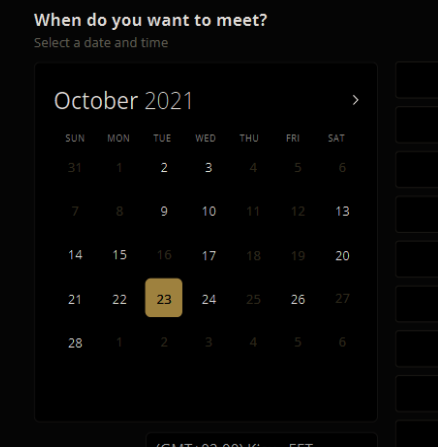 When do you want to meet?
Select a date and time
October 2021
SUN MON TUE WED THU FRI SAT
31 1 2 3 4 5 6
7 8 9 10 11 12 13
14 15 16 17 18 19 20
21 22 23 24 25 26 27
28 1 2 3 4 5 6